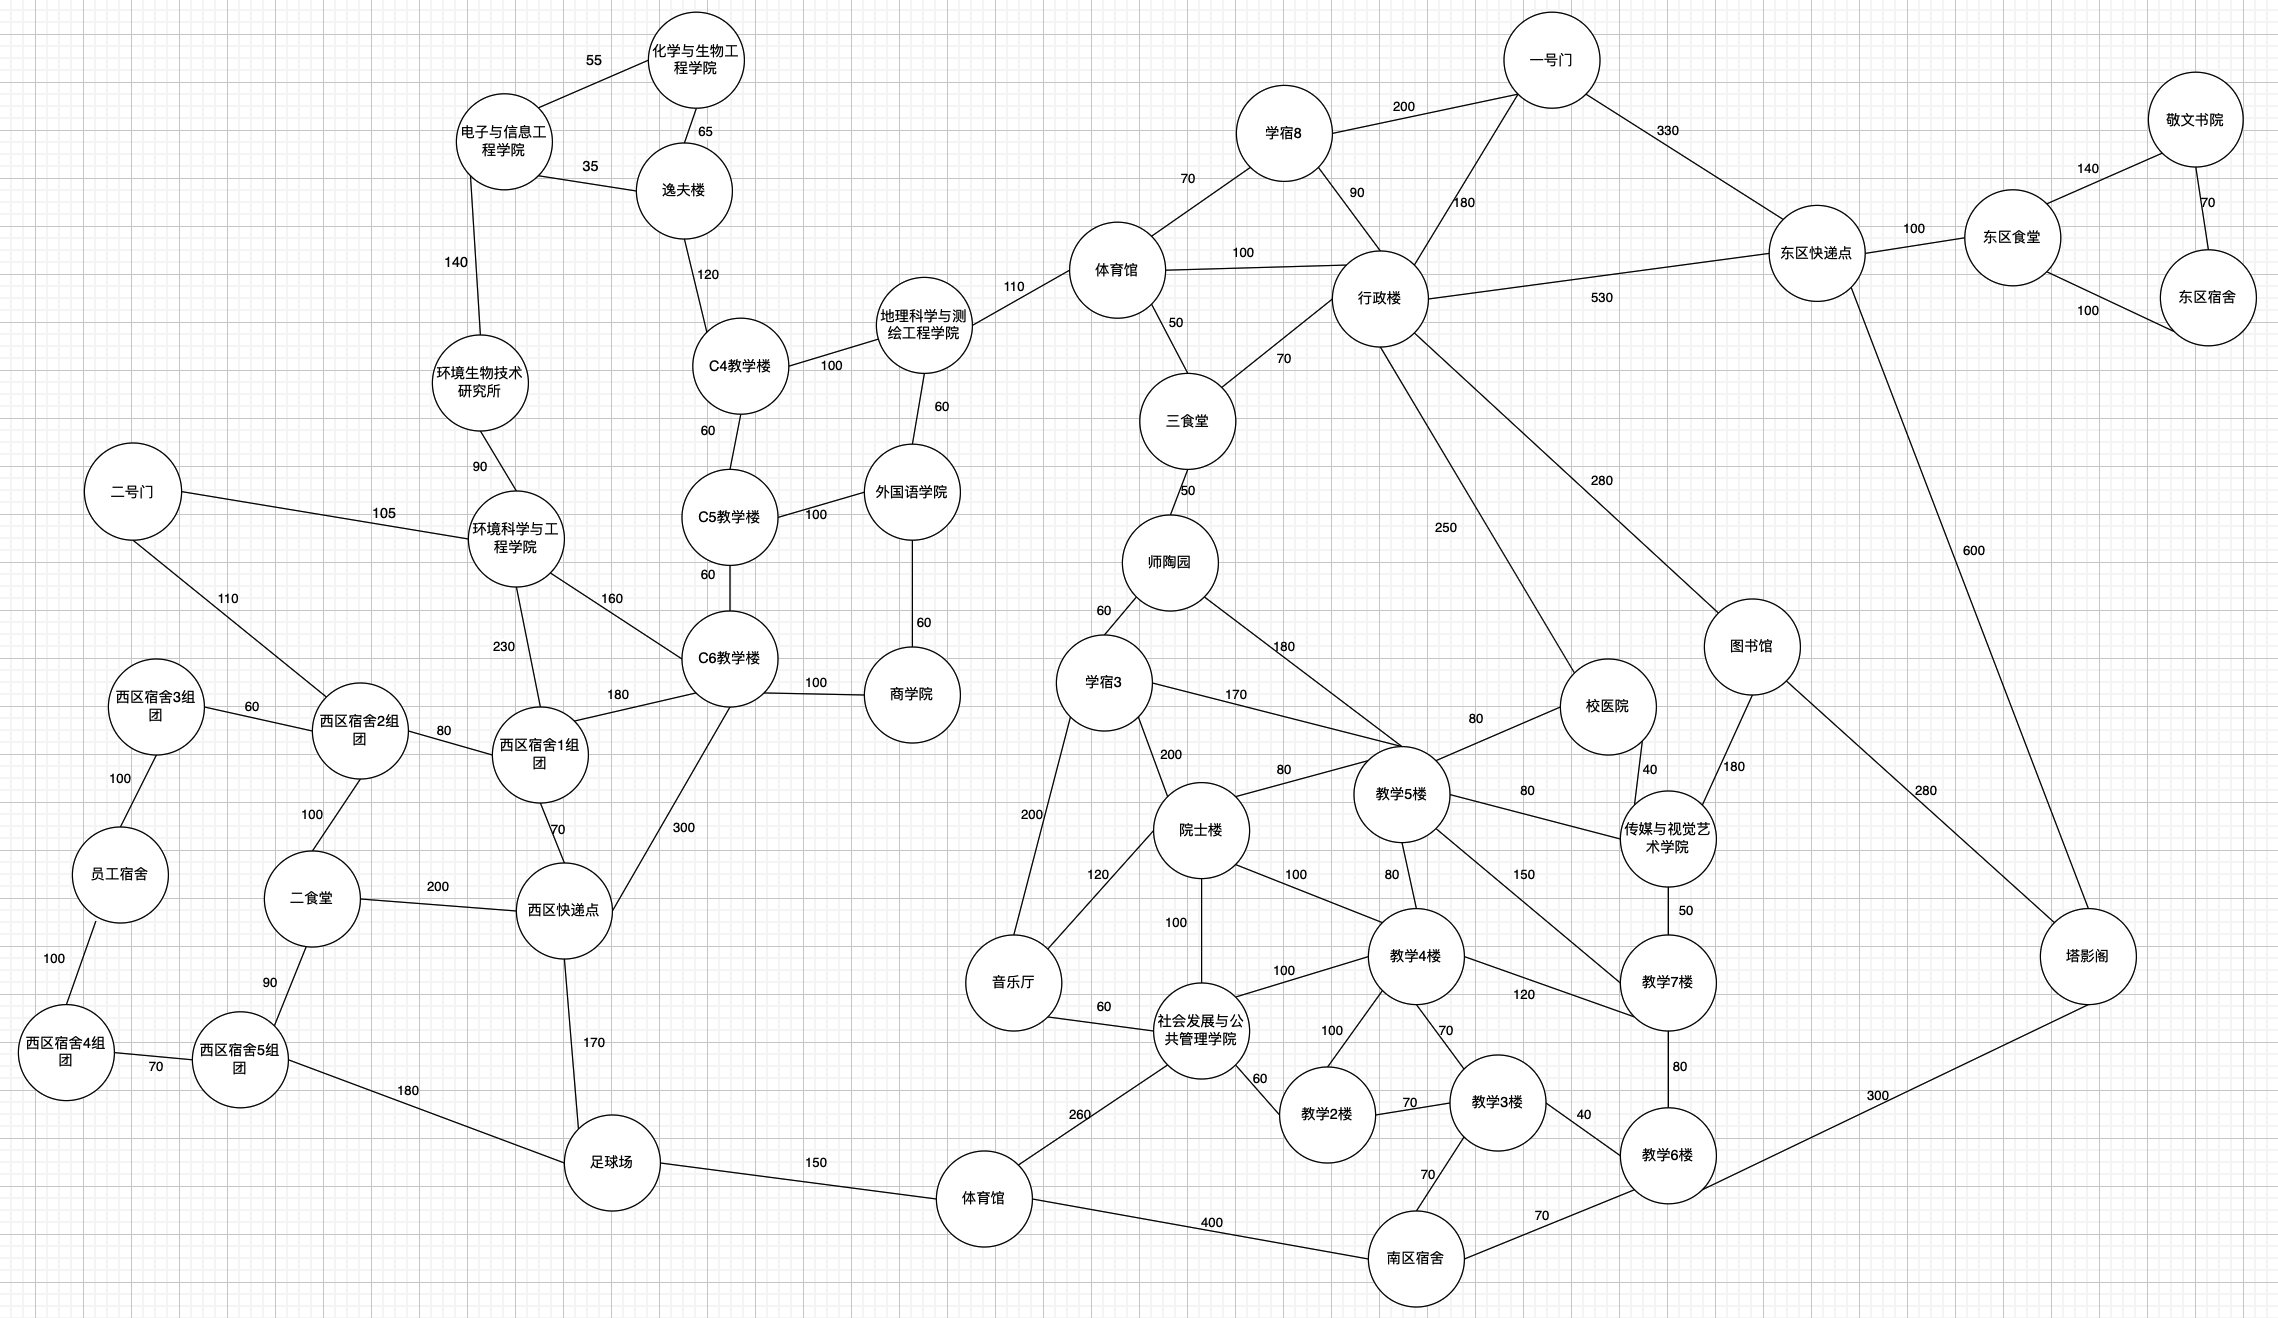 化学与生物工
程学院
一号门
55
200
敬文书院
电子与信息工
程学院
65
学宿8
330
35
逸夫楼
70
90
180
140
70
120
140
体育馆
100
行政楼
530
东区快递点
100
东区食堂
东区宿舍
100
地理科学与测
绘工程学院
110
50
70
C4教学楼
100
环境生物技术
研究所
60
三食堂
60
90
280
50
二号门
105
外国语学院
C5教学楼
100
环境科学与工
程学院
250
师陶园
600
60
110
160
60
60
230
180
图书馆
C6教学楼
学宿3
180
100
商学院
170
西区宿舍3组
团
60
西区宿舍2组
团
80
西区宿舍1组
团
校医院
80
200
80
40
180
100
280
80
教学5楼
100
200
70
300
院士楼
传媒与视觉艺
术学院
员工宿舍
120
100
80
150
二食堂
200
西区快递点
100
50
100
90
100
教学4楼
塔影阁
音乐厅
120
教学7楼
60
社会发展与公
共管理学院
西区宿舍4组
团
70
西区宿舍5组
团
170
100
70
80
180
60
70
教学3楼
300
260
教学2楼
40
足球场
150
教学6楼
70
体育馆
400
70
南区宿舍